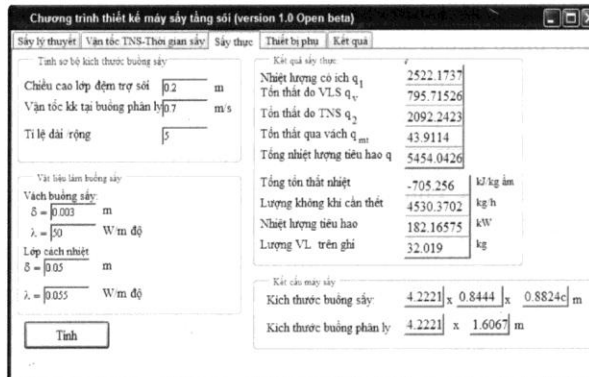 Chương trình thiết kế máy sấy tầng sôi (version 1.0 Open beta)
Sấy lý thuyết Vận tốc TNS-Thời gian sấy Sấy thực Thiết bị phụ Kết quả
Tính sơ bộ kích thước buồng sấy
Chiều cao lớp đệm trợ sôi 0.2 m
Vận tốc kk tại buồng phân ly 0.7 m/s
Tỉ lệ dài /rộng 5
Vật liệu làm buồng sấy
Vách buồng sấy:
δ = 0.003 m
λ = 50 W/m độ
Lớp cách nhiệt
δ = 0.05 m
λ = 0.055 W/m độ
Tính
Kết quả sấy thực
Nhiệt lượng có ích q1 2522.1737
Tổn thất do VLS qv 795.71526
Tổn thất do TNS q2 2092.2423
Tổn thất qua vách qmt 43.9114
Tổng nhiệt lượng tiêu hao q 5454.0426
Tổng tổn thất nhiệt -705.256 kJ/kg ẩm
Lượng không khí cần thết 4530.3702 kg/h
Nhiệt lượng tiêu hao 182.16575 kW
Lượng VL trên ghi 32.019 kg
Kết cấu máy sấy
Kích thước buồng sấy 4.2221 x 0.8444 x 0.8824 m
Kích thước buồng phân ly 4.2221 x 1.6067 m